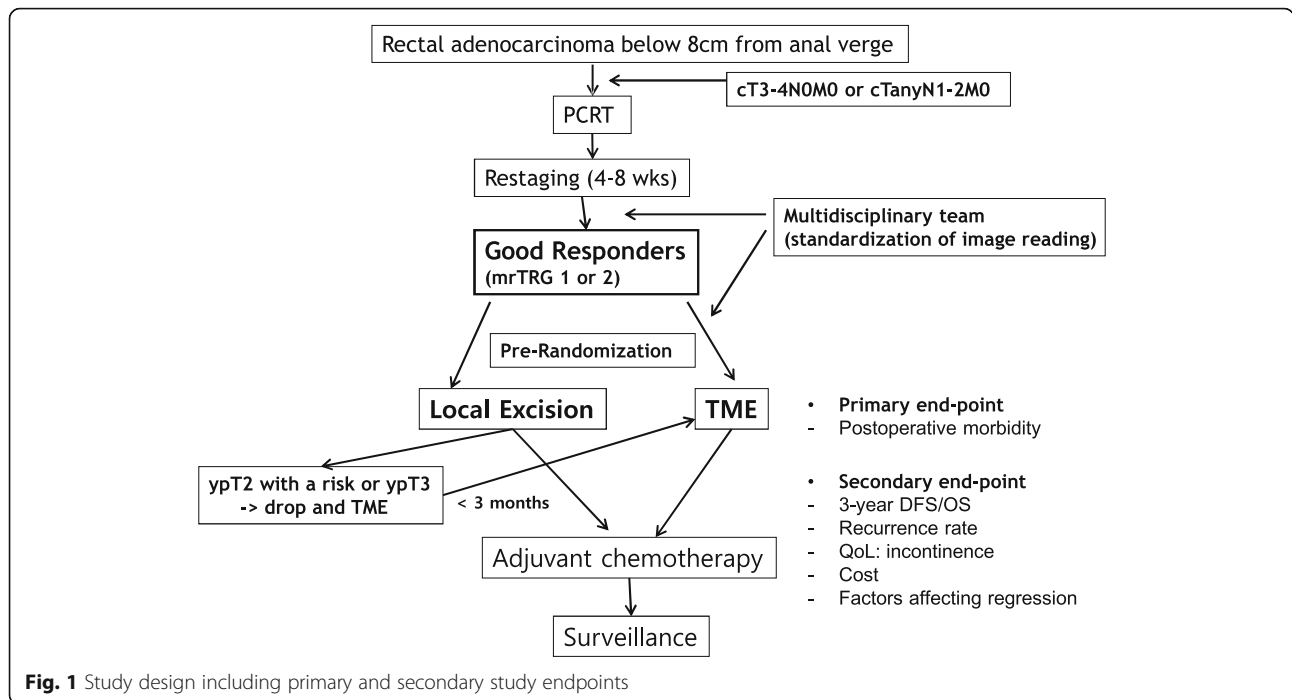 Rectal adenocarcinoma below 8cm from anal verge
cT3-4N0M0 or cTanyN1-2M0
PCRT
Restaging (4-8 wks)
Multidisciplinary team
(standardization of image reading)
Good Responders
(mrTRG 1 or 2)
Pre-Randomization
Local Excision
TME
ypT2 with a risk or ypT3
-> drop and TME
< 3 months
Adjuvant chemotherapy
Surveillance
• Primary end-point
- Postoperative morbidity
• Secondary end-point
- 3-year DFS/OS
- Recurrence rate
- QoL: incontinence
- Cost
- Factors affecting regression
Fig. 1 Study design including primary and secondary study endpoints